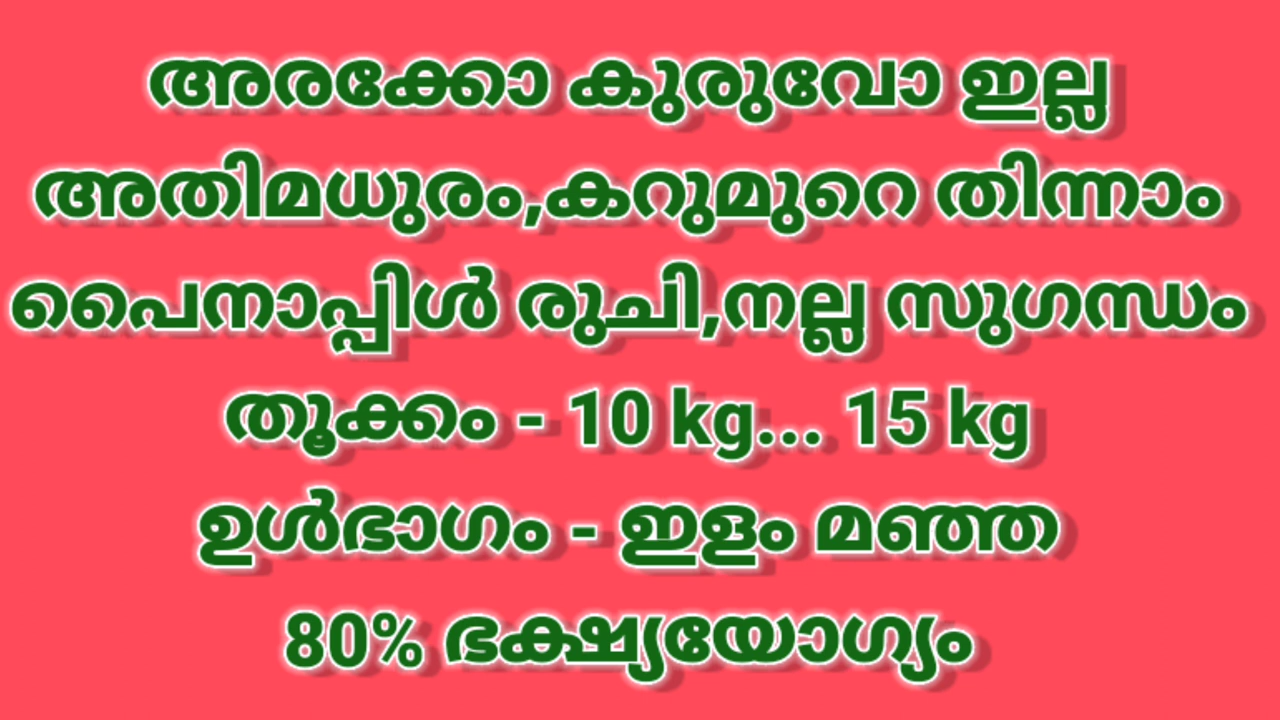 അരക്കോ കുരുവോ ഇല്ല
അതിമധുരം,കറുമുറെ തിന്നാം
പൈനാപ്പിൾ രുചി,നല്ല സുഗന്ധം
തൂക്കം - 10 kg... 15 kg
ഉൾഭാഗം - ഇളം മഞ്ഞ
80% ഭക്ഷ്യയോഗ്യം